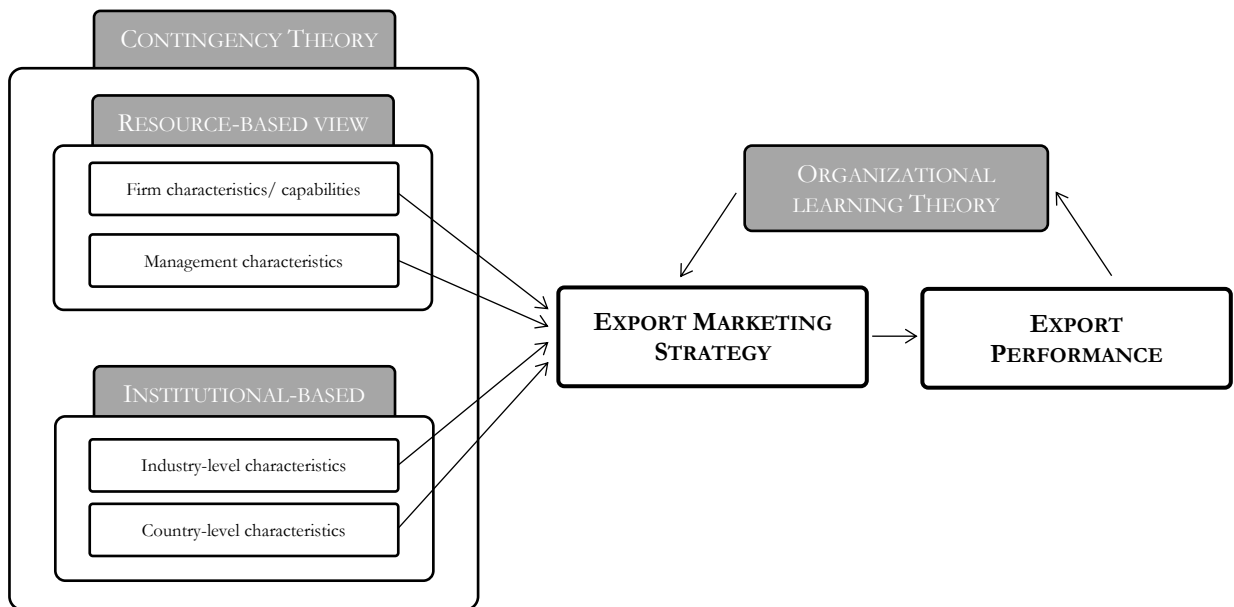 CONTINGENCY THEORY
RESOURCE-BASED VIEW
Firm characteristics/ capabilities
Management characteristics
INSTITUTIONAL-BASED
Industry-level characteristics
Country-level characteristics
ORGANIZATIONAL
LEARNING THEORY
EXPORT MARKETING
STRATEGY
EXPORT
PERFORMANCE